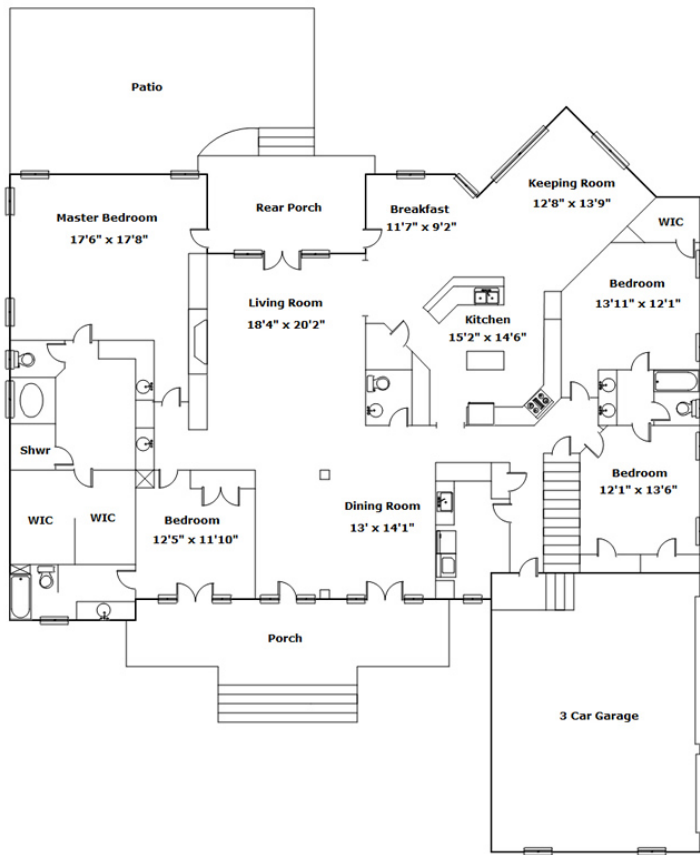 Patio
Keeping Room
12'8" x 13'9"
Master Bedroom
17'6" x 17'8"
Rear Porch
Breakfast
11'7" x 9'2"
WIC
Living Room
18'4" x 20'2"
Bedroom
13'11" x 12'1"
Kitchen
15'2" x 14'6"
Shwr
Bedroom
12'1" x 13'6"
WIC
WIC
Bedroom
12'5" x 11'10"
Dining Room
13' x 14'1"
Porch
3 Car Garage